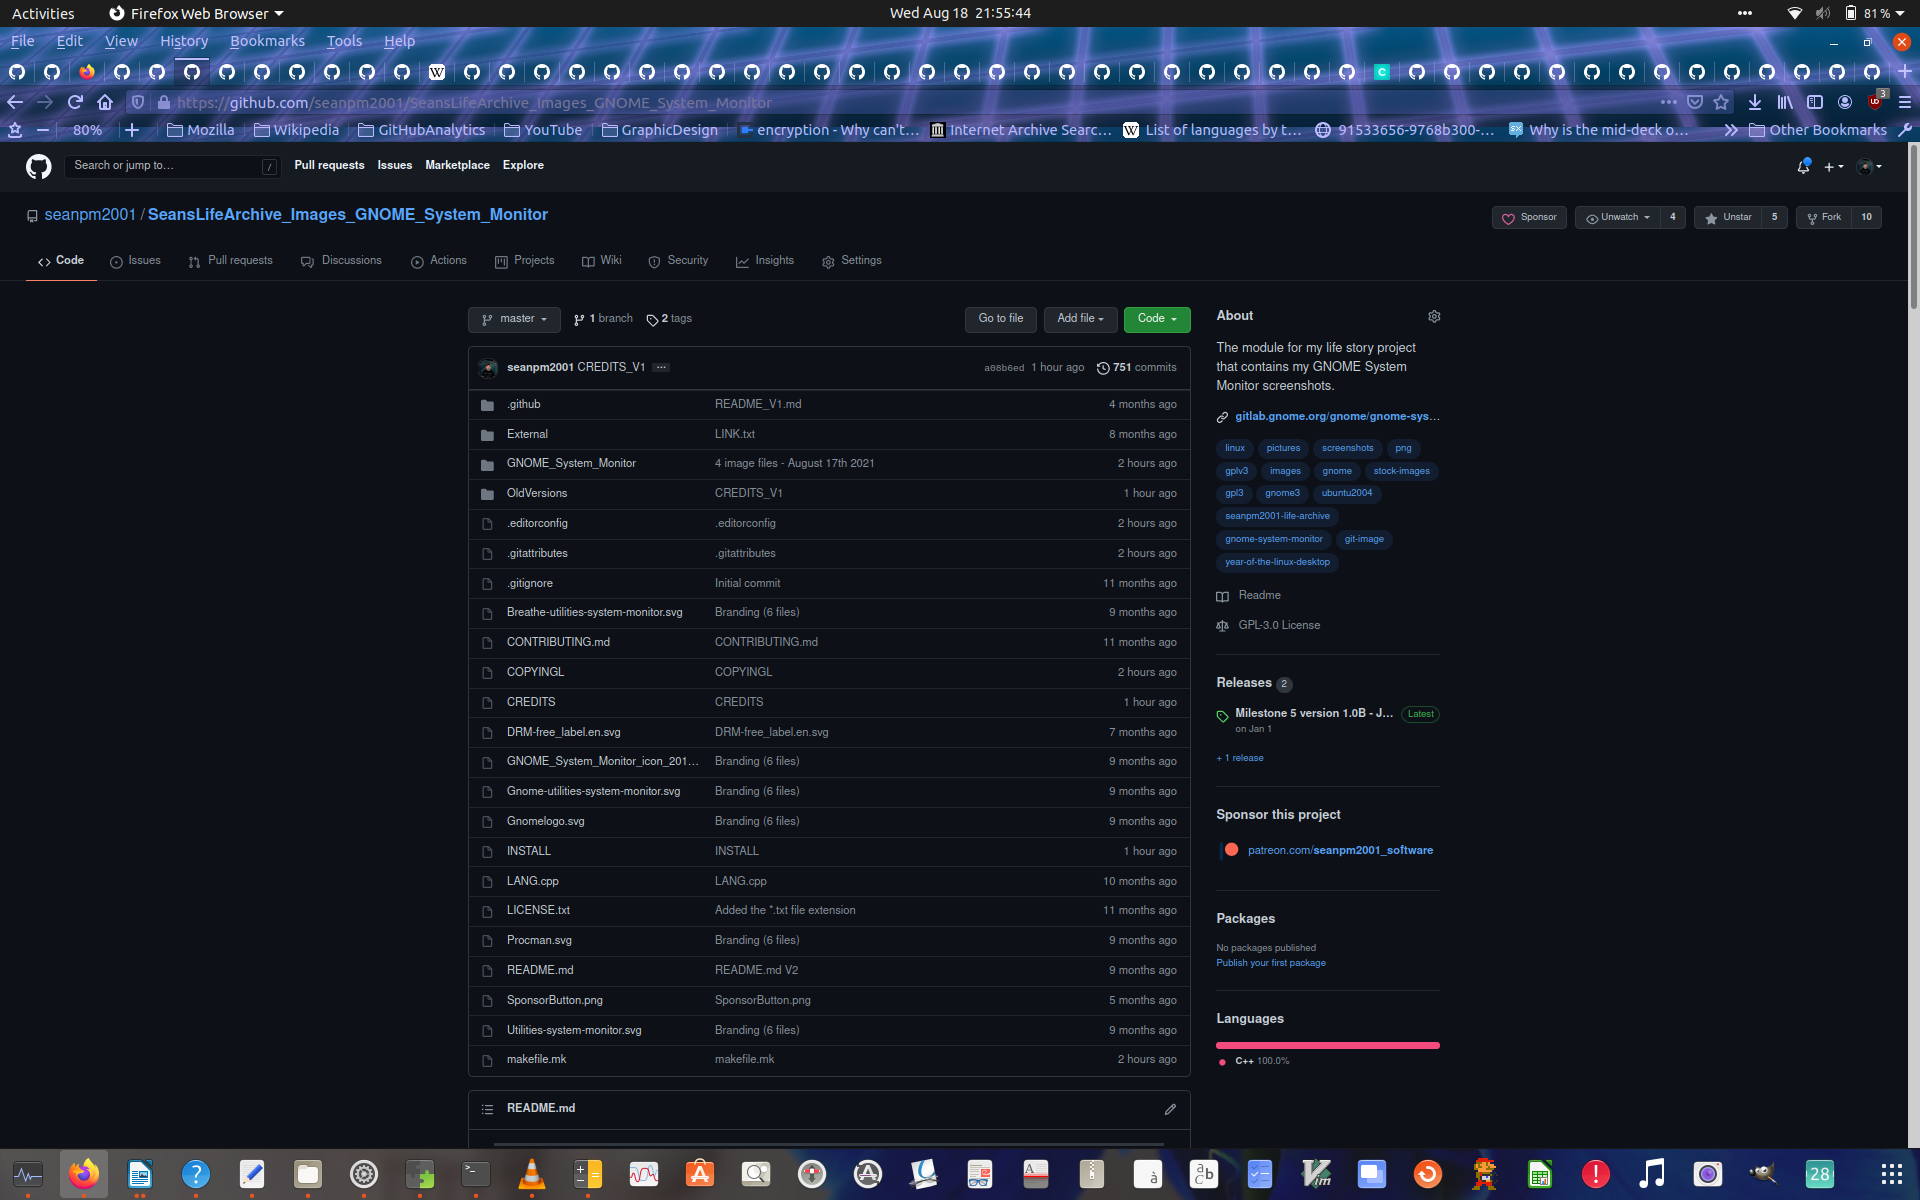 Activities Firefox Web Browser Wed Aug 18 21:55:44 81%
File Edit View History Bookmarks Tools Help
https://github.com/seanpm2001/SeansLifeArchive_Images_GNOME_System_Monitor 3
80% Mozilla Wikipedia GitHubAnalytics YouTube GraphicDesign encryption - Why can't… Internet Archive Searc… List of languages by t… 91533656-9768b300-… Why is the mid-deck o… Other Bookmarks
Search or jump to… / Pull requests Issues Marketplace Explore
seanpm2001 / SeansLifeArchive_Images_GNOME_System_Monitor Sponsor Unwatch 4 Unstar 5 Fork 10
Code Issues Pull requests Discussions Actions Projects Wiki Security Insights Settings
master 1 branch 2 tags Go to file Add file Code
seanpm2001 CREDITS_V1 … a08b6ed 1 hour ago 751 commits
.github README_V1.md 4 months ago
External LINK.txt 8 months ago
GNOME_System_Monitor 4 image files - August 17th 2021 2 hours ago
OldVersions CREDITS_V1 1 hour ago
.editorconfig .editorconfig 2 hours ago
.gitattributes .gitattributes 2 hours ago
.gitignore Initial commit 11 months ago
Breathe-utilities-system-monitor.svg Branding (6 files) 9 months ago
CONTRIBUTING.md CONTRIBUTING.md 11 months ago
COPYINGL COPYINGL 2 hours ago
CREDITS CREDITS 1 hour ago
DRM-free_label.en.svg DRM-free_label.en.svg 7 months ago
GNOME_System_Monitor_icon_201… Branding (6 files) 9 months ago
Gnome-utilities-system-monitor.svg Branding (6 files) 9 months ago
Gnomelogo.svg Branding (6 files) 9 months ago
INSTALL INSTALL 1 hour ago
LANG.cpp LANG.cpp 10 months ago
LICENSE.txt Added the *.txt file extension 11 months ago
Procman.svg Branding (6 files) 9 months ago
README.md README.md V2 9 months ago
SponsorButton.png SponsorButton.png 5 months ago
Utilities-system-monitor.svg Branding (6 files) 9 months ago
makefile.mk makefile.mk 2 hours ago
README.md
About
The module for my life story project
that contains my GNOME System
Monitor screenshots.
gitlab.gnome.org/gnome/gnome-sys…
linux pictures screenshots png
gplv3 images gnome stock-images
gpl3 gnome3 ubuntu2004
seanpm2001-life-archive
gnome-system-monitor git-image
year-of-the-linux-desktop
Readme
GPL-3.0 License
Releases 2
Milestone 5 version 1.0B - J… Latest
on Jan 1
+ 1 release
Sponsor this project
patreon.com/seanpm2001_software
Packages
No packages published
Publish your first package
Languages
C++ 100.0%
28